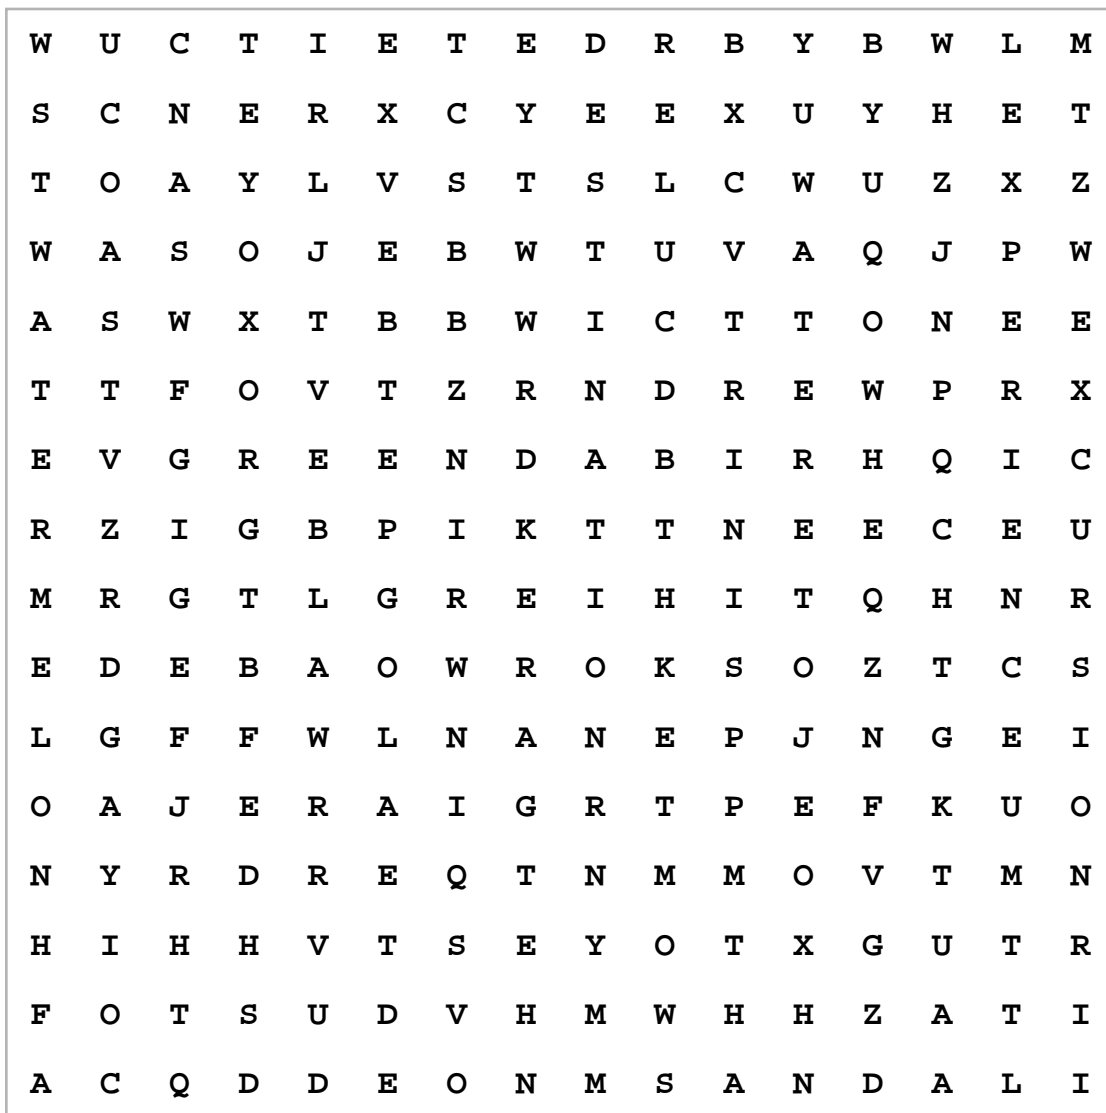 W U C T I E T E D R B Y B W L M
S C N E R X C Y E E X U Y H E T
T O A Y L V S T S L C W U Z X Z
W A S O J E B W T U V A Q J P W
A S W X T B B W I C T T O N E E
T T F O V T Z R N D R E W P R X
E V G R E E N D A B I R H Q I C
R Z I G B P I K T T N E E C E U
M R G T L G R E I H I T Q H N R
E D E B A O W R O K S O Z T C S
L G F F W L N A N E P J N G E I
O A J E R A I G R T P E F K U O
N Y R D R E Q T N M M O V T M N
H I H H V T S E Y O T X G U T R
F O T S U D V H M W H H Z A T I
A C Q D D E O N M S A N D A L I